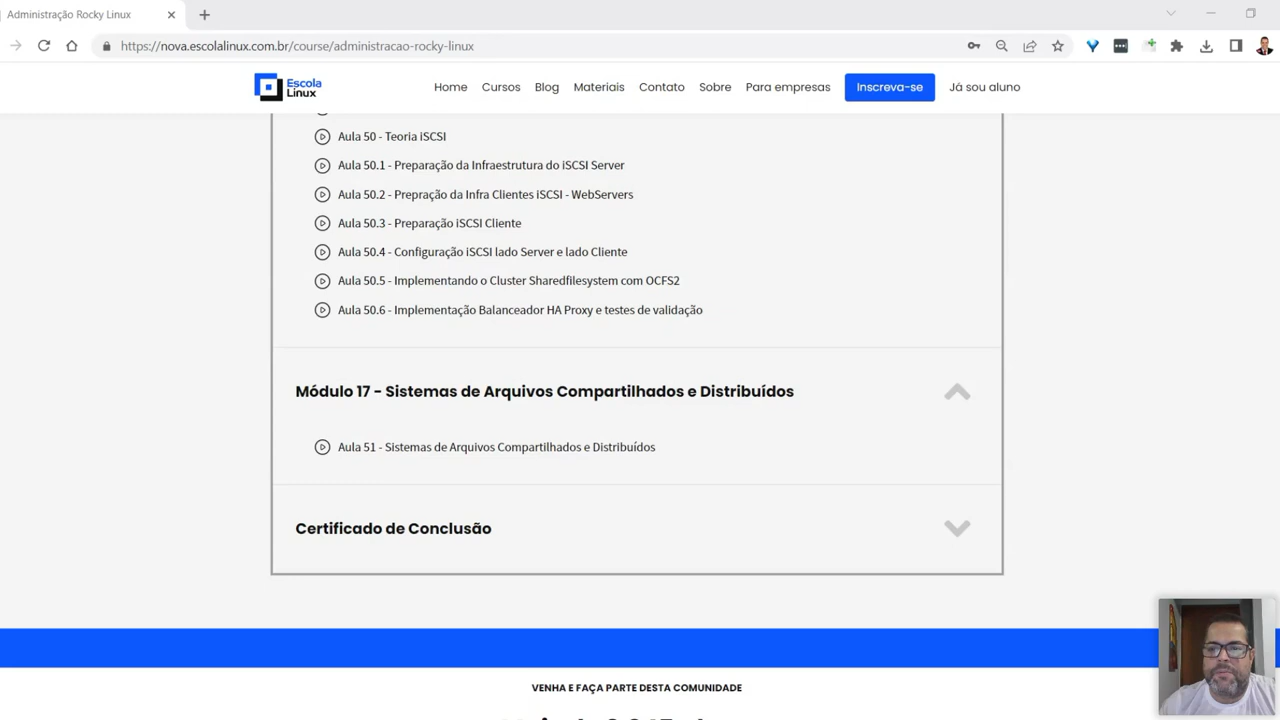 Administração Rocky Linux
https://nova.escolalinux.com.br/course/administracao-rocky-linux
Escola
Linux
Home Cursos Blog Materiais Contato Sobre Para empresas Inscreva-se Já sou aluno
Aula 50 - Teoria iSCSI
Aula 50.1 - Preparação da Infraestrutura do iSCSI Server
Aula 50.2 - Prepração da Infra Clientes iSCSI - WebServers
Aula 50.3 - Preparação iSCSI Cliente
Aula 50.4 - Configuração iSCSI lado Server e lado Cliente
Aula 50.5 - Implementando o Cluster Sharedfilesystem com OCFS2
Aula 50.6 - Implementação Balanceador HA Proxy e testes de validação
Módulo 17 - Sistemas de Arquivos Compartilhados e Distribuídos
Aula 51 - Sistemas de Arquivos Compartilhados e Distribuídos
Certificado de Conclusão
VENHA E FAÇA PARTE DESTA COMUNIDADE